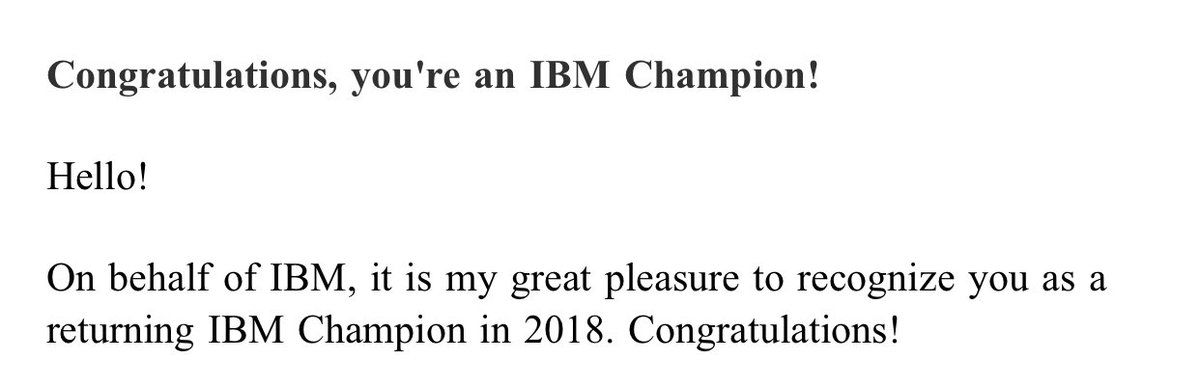 Congratulations, you're an IBM Champion!
Hello!
On behalf of IBM, it is my great pleasure to recognize you as a
returning IBM Champion in 2018. Congratulations!